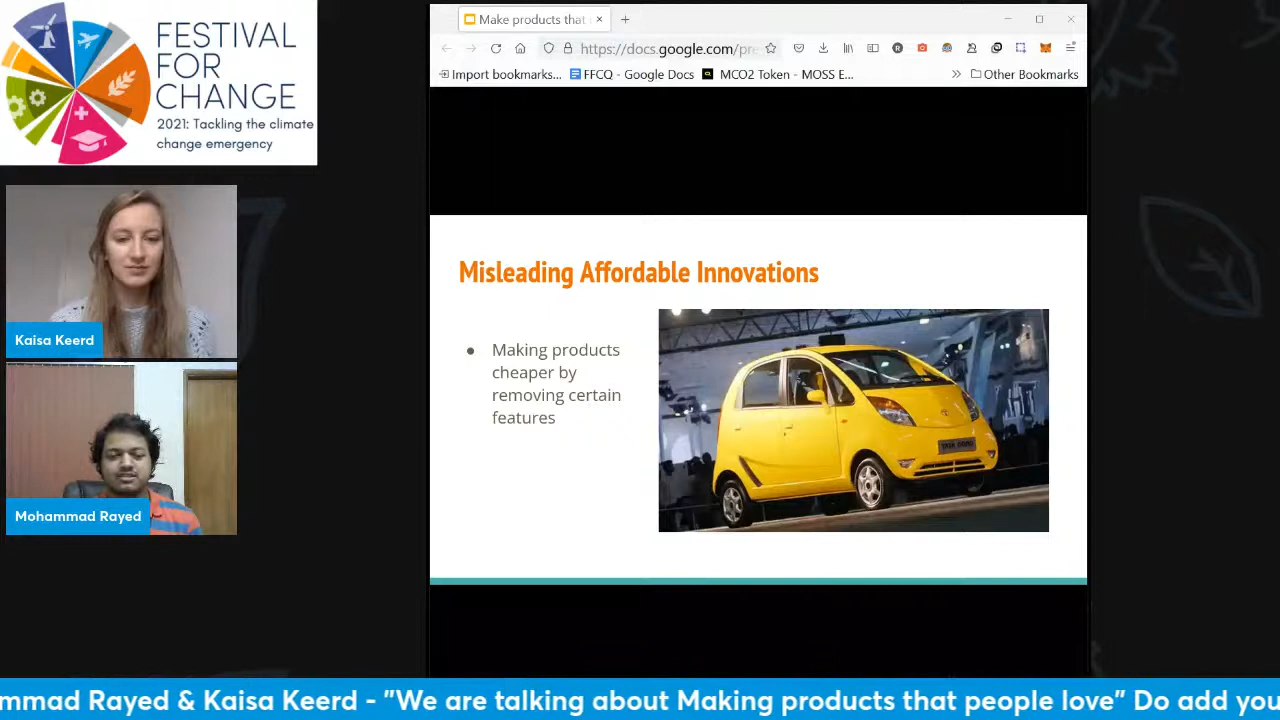 FESTIVAL
FOR
CHANGE
2021: Tackling the climate
change emergency
Make products that
https://docs.google.com/pre
Import bookmarks...
FFCQ - Google Docs
MCO2 Token - MOSS E...
Other Bookmarks
Misleading Affordable Innovations
Kaisa Keerd
Making products
cheaper by
removing certain
features
TATA NANO
Mohammad Rayed
mmad Rayed & Kaisa Keerd - "We are talking about Making products that people love" Do add you